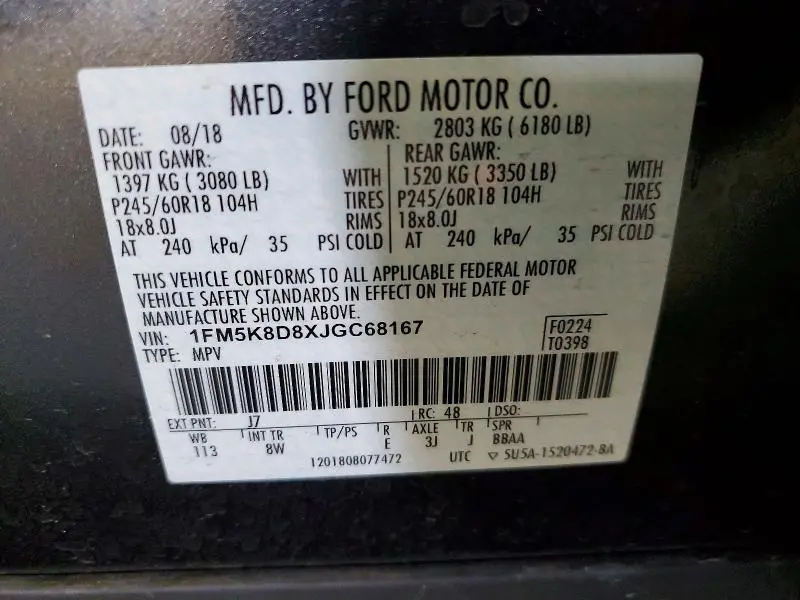 MFD. BY FORD MOTOR CO.
DATE: 08/18 GVWR: 2803 KG ( 6180 LB)
FRONT GAWR: REAR GAWR:
1397 KG ( 3080 LB) WITH 1520 KG ( 3350 LB) WITH
P245/60R18 104H TIRES P245/60R18 104H TIRES
18x8.0J RIMS 18x8.0J RIMS
AT 240 kPa/ 35 PSI COLD AT 240 kPa/ 35 PSI COLD
THIS VEHICLE CONFORMS TO ALL APPLICABLE FEDERAL MOTOR
VEHICLE SAFETY STANDARDS IN EFFECT ON THE DATE OF
MANUFACTURE SHOWN ABOVE.
VIN: 1FM5K8D8XJGC68167 F0224
TYPE: MPV T0398
EXT PNT: J7 RC: 48 DSO:
WB INT TR TP/PS R AXLE TR SPR
113 8W E 3J J BBAA
1201808077472 UTC ▽ 5U5A-1520472-BA